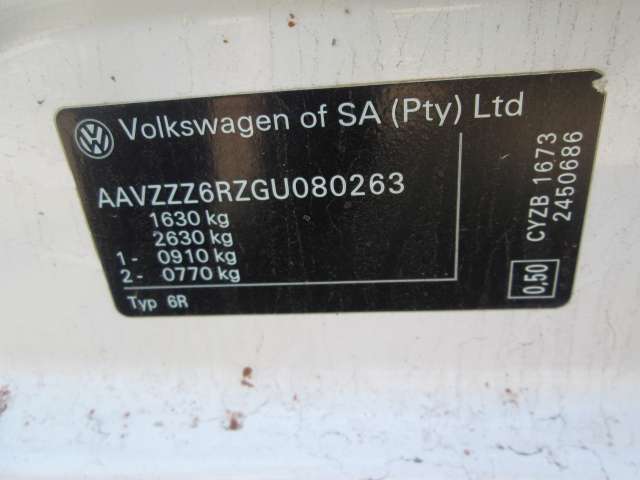 VW Volkswagen of SA (Pty) Ltd
AAVZZZ6RZGU080263
1630 kg
2630 kg
1- 0910 kg
2- 0770 kg
Typ 6R
CYZB 1673
2450686
0,50